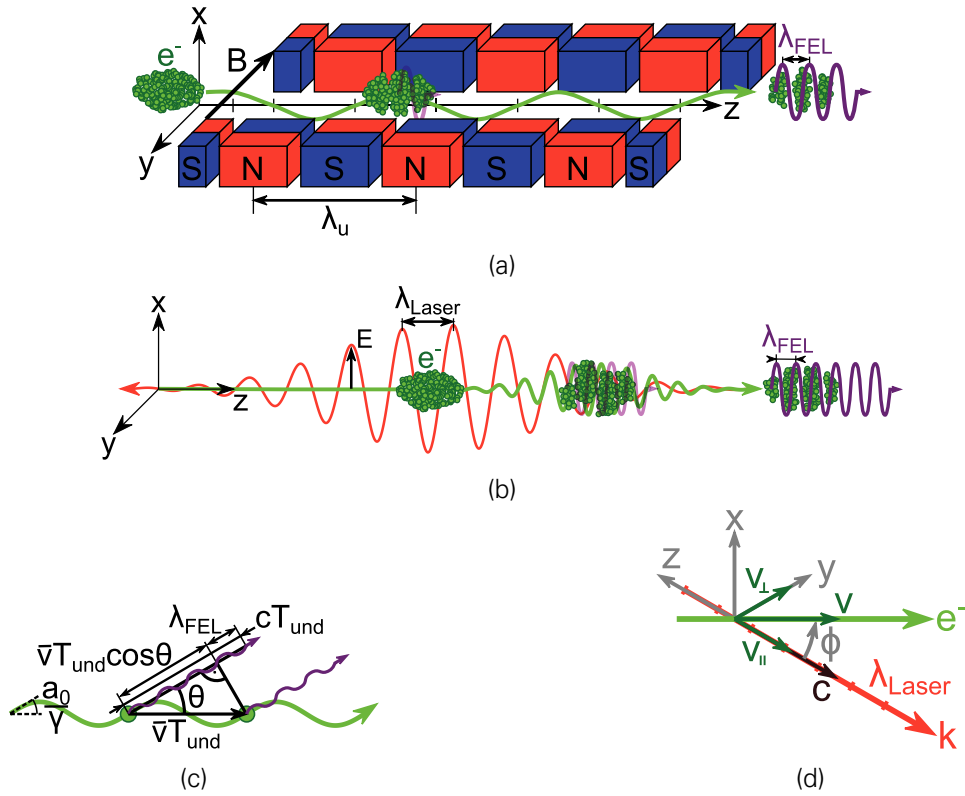 x
e⁻
B
λFEL
z
y
S N S N S N S
λu
(a)
x
λLaser
E
e⁻
λFEL
z
y
(b)
λFEL
cTund
v̄Tundcosθ
θ
a₀
γ
v̄Tund
(c)
x
z
y
v⊥
v
e⁻
v∥
ϕ
c
λLaser
k
(d)